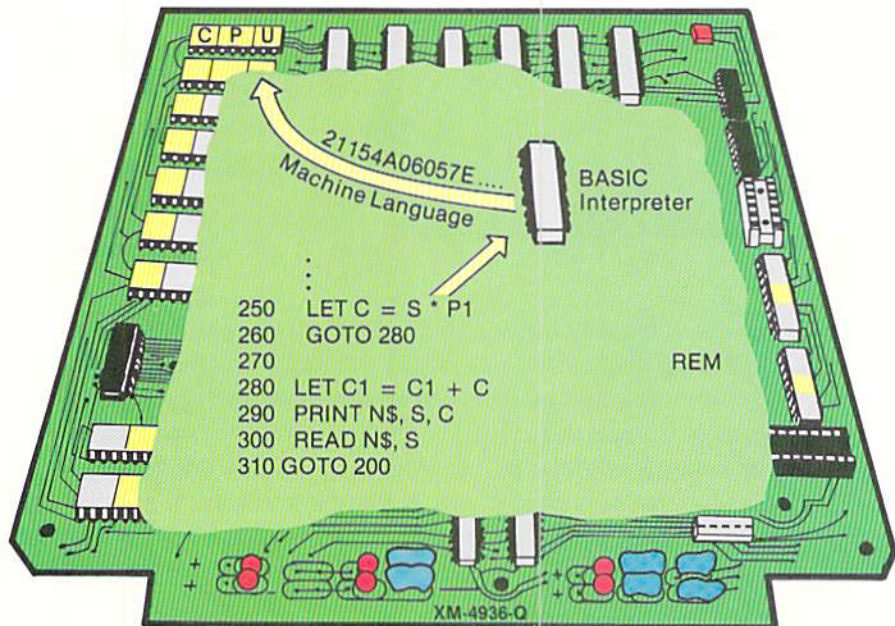 C P U
21154A06057E....
Machine Language
BASIC
Interpreter
250 LET C = S * P1
260 GOTO 280
270 REM
280 LET C1 = C1 + C
290 PRINT N$, S, C
300 READ N$, S
310 GOTO 200
+ +
+ +
XM-4936-Q